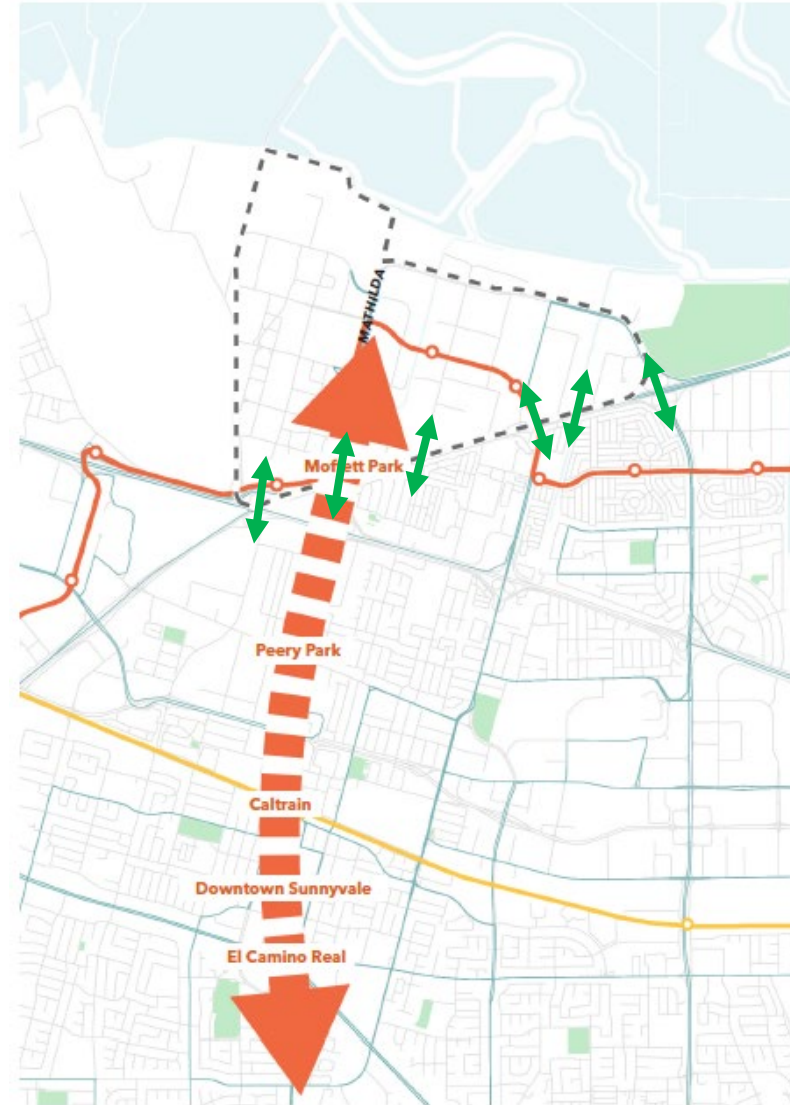 MATHILDA
Moffett Park
Peery Park
Caltrain
Downtown Sunnyvale
El Camino Real